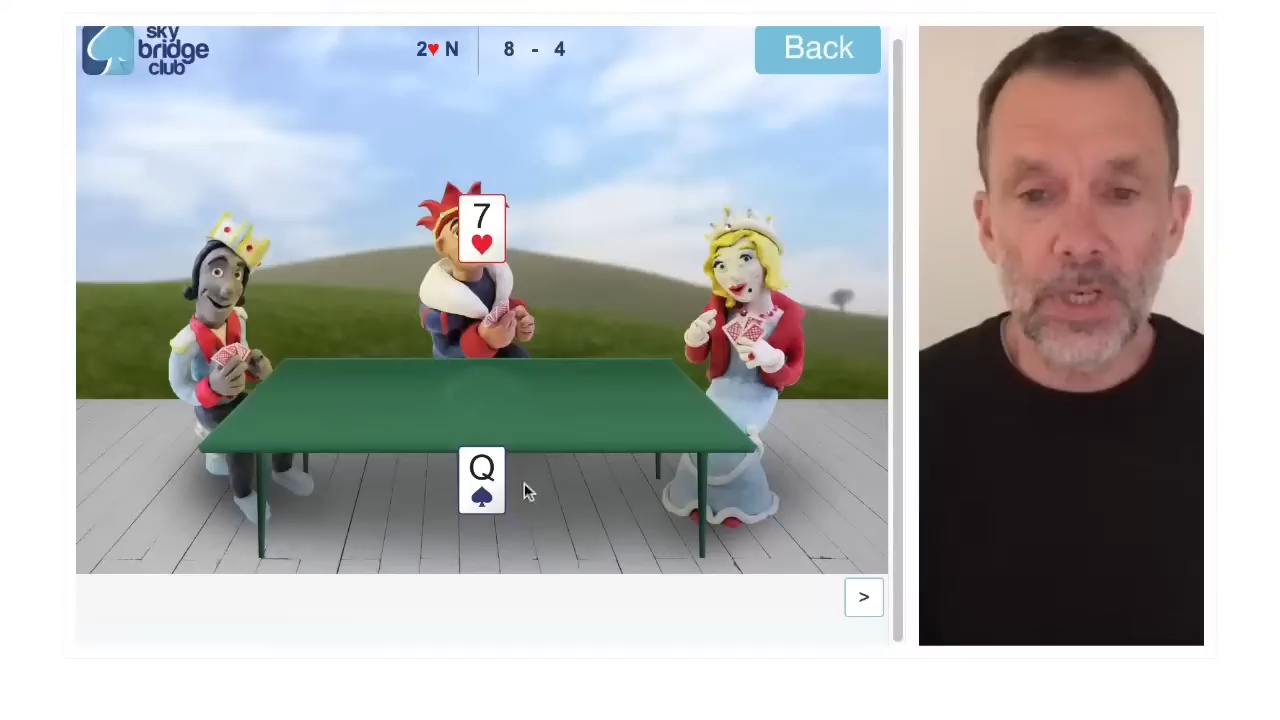 sky
bridge
club
2♥ N
8 - 4
Back
7
♥
Q
♠
>